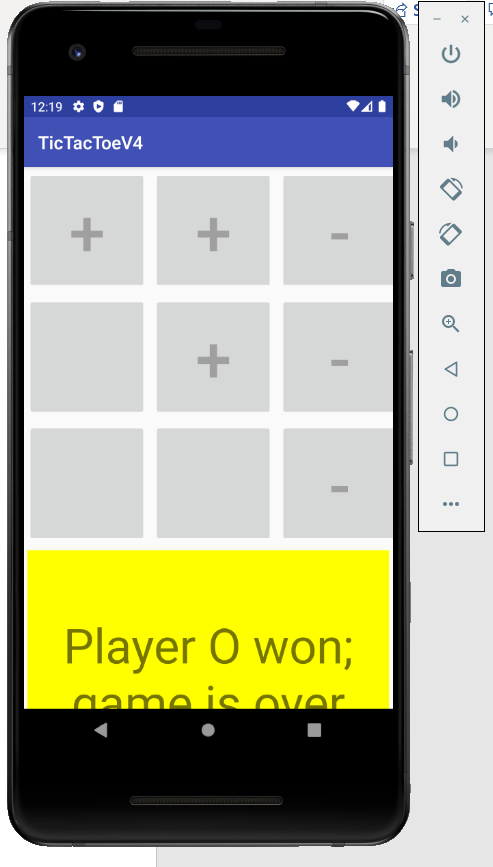 12:19
TicTacToeV4
+ + -
+ -
-
Player O won;
game is over